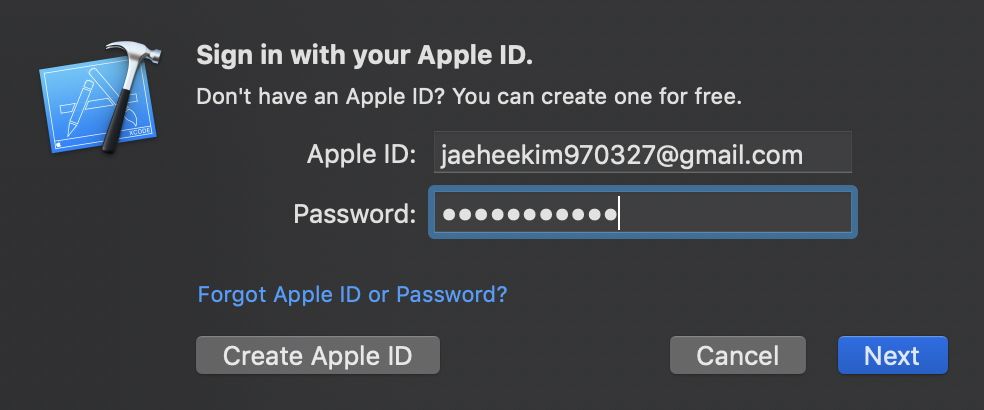 Sign in with your Apple ID.
Don't have an Apple ID? You can create one for free.
Apple ID: jaeheekim970327@gmail.com
Password: ●●●●●●●●●●●
Forgot Apple ID or Password?
Create Apple ID Cancel Next
XCODE